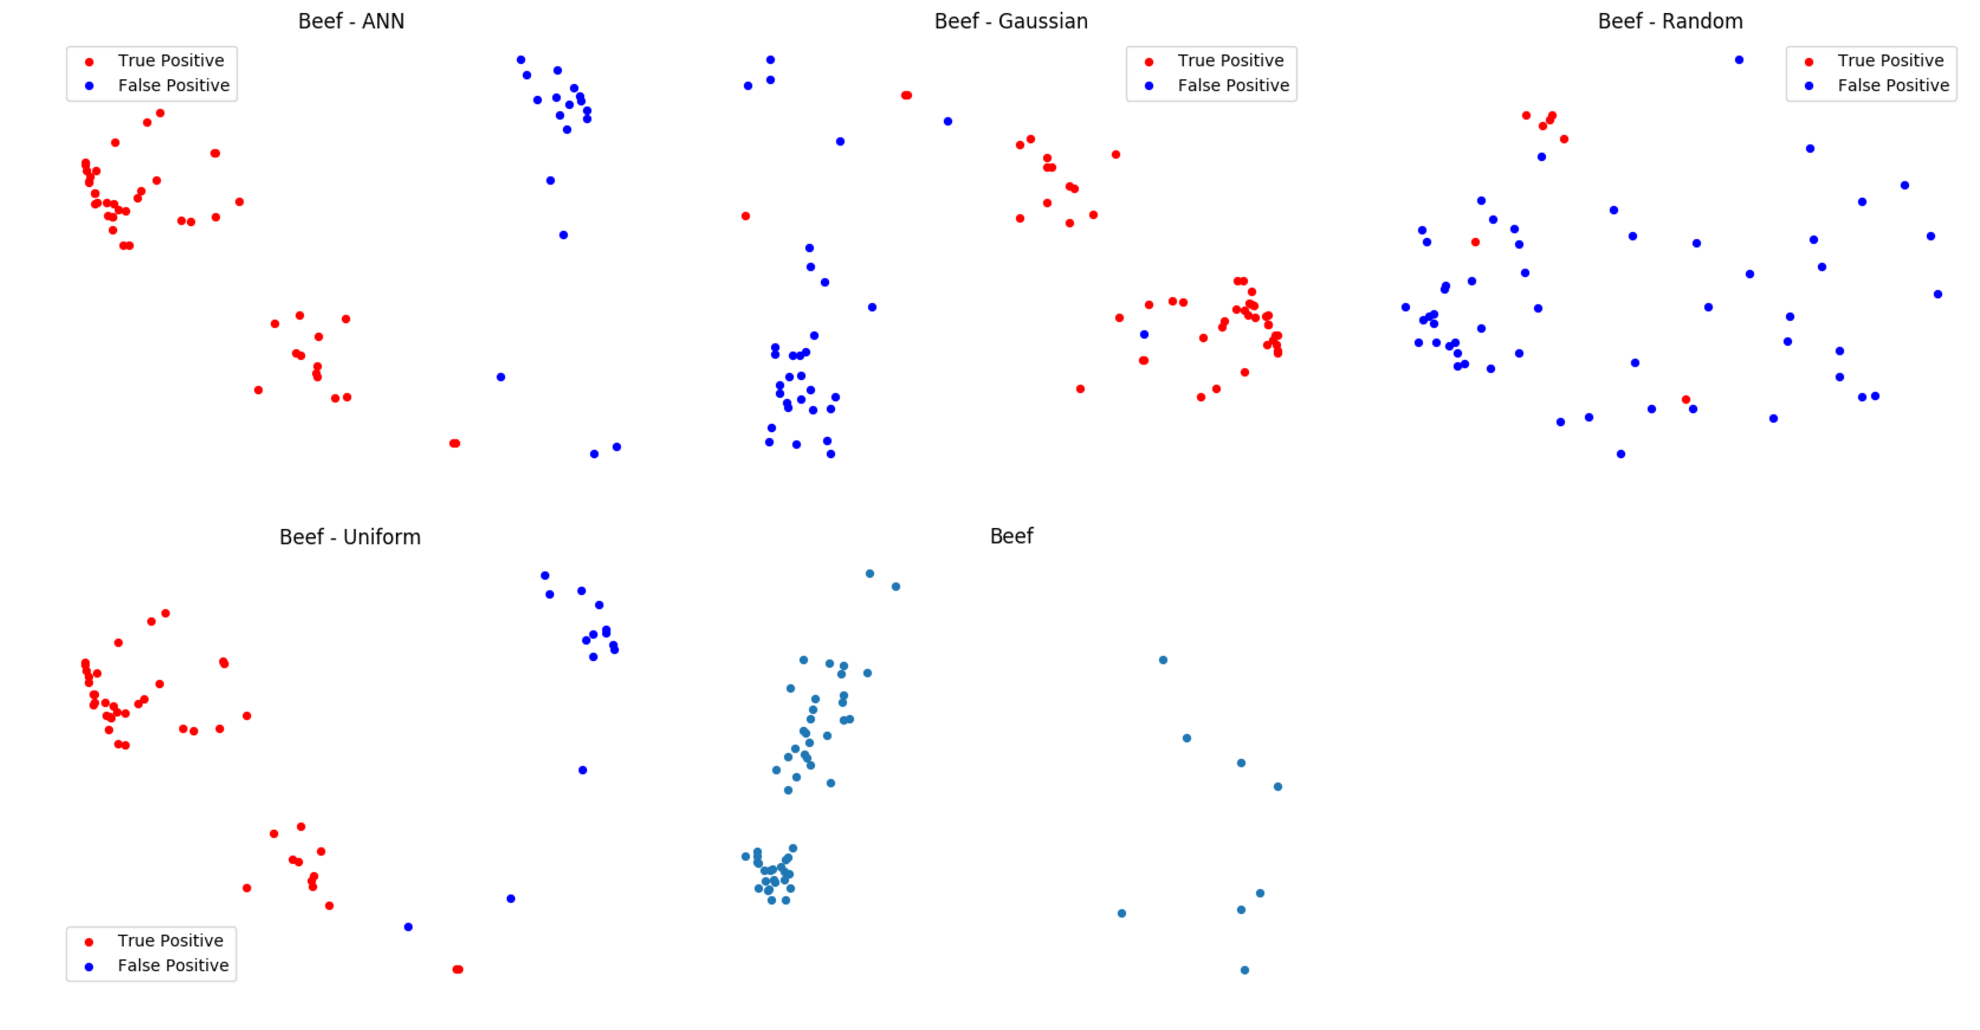 Beef - ANN
True Positive
False Positive
Beef - Gaussian
True Positive
False Positive
Beef - Random
True Positive
False Positive
Beef - Uniform
True Positive
False Positive
Beef